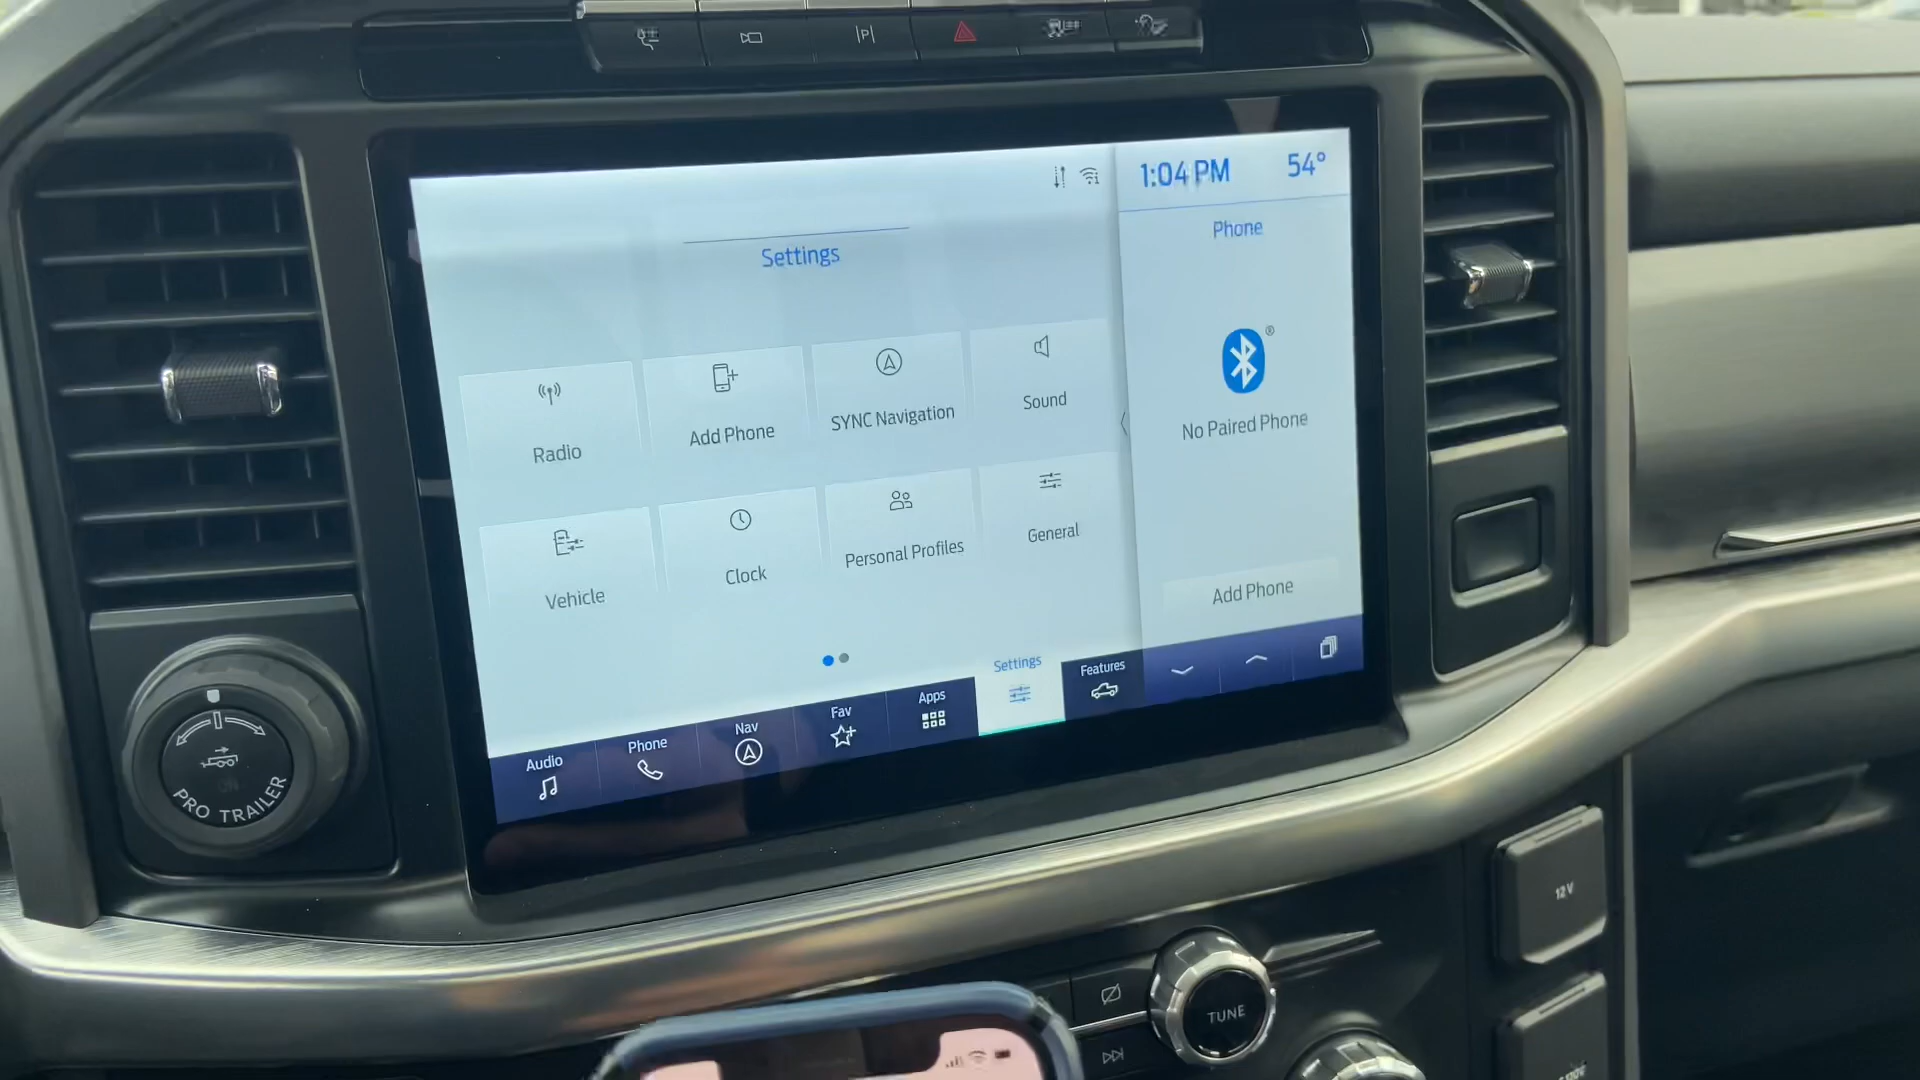 P
1:04 PM 54°
Settings
Phone
Radio
Add Phone
SYNC Navigation
Sound
No Paired Phone
Vehicle
Clock
Personal Profiles
General
Add Phone
Audio
Phone
Nav
Fav
Apps
Settings
Features
ON
PRO TRAILER
12V
TUNE